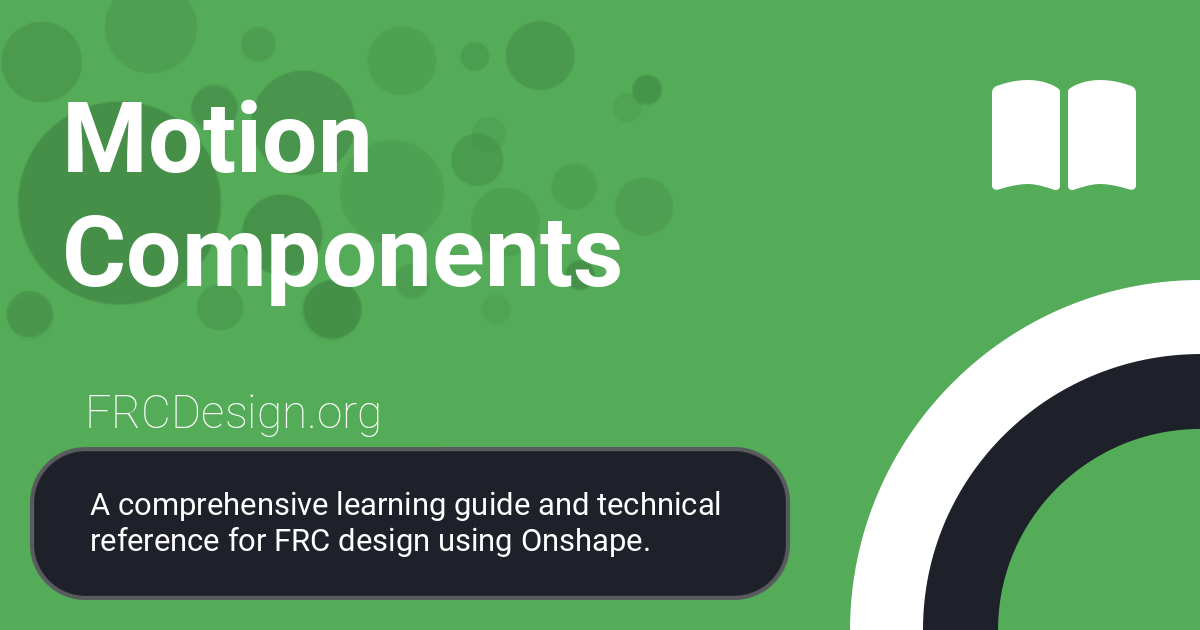 Motion
Components
FRCDesign.org
A comprehensive learning guide and technical
reference for FRC design using Onshape.